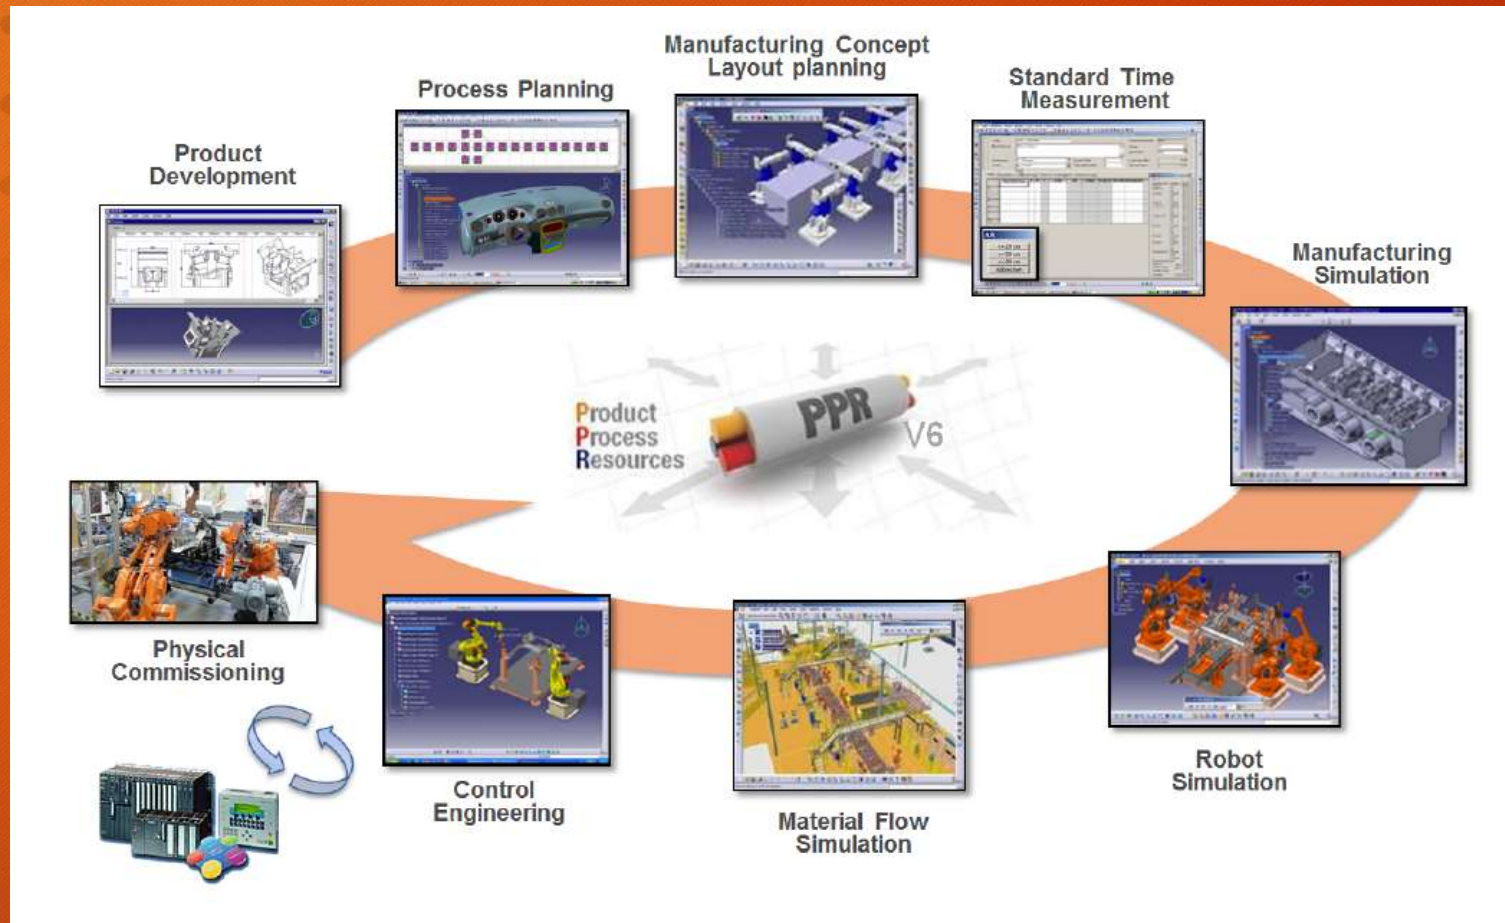 Manufacturing Concept
Layout planning
Process Planning
Standard Time
Measurement
Product
Development
Manufacturing
Simulation
Product
Process
Resources
PPR
V6
Physical
Commissioning
Control
Engineering
Material Flow
Simulation
Robot
Simulation